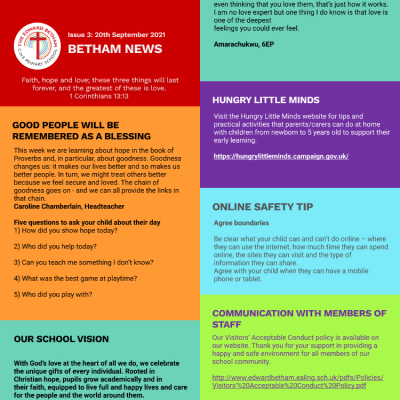 THE EDWARD BETHAM
C of E PRIMARY SCHOOL
Issue 3: 20th September 2021
BETHAM NEWS
Faith, hope and love; these three things will last
forever, and the greatest of these is love.
1 Corinthians 13:13
GOOD PEOPLE WILL BE
REMEMBERED AS A BLESSING
This week we are learning about hope in the book of
Proverbs and, in particular, about goodness. Goodness
changes us: it makes our lives better and so makes us
better people. In turn, we might treat others better
because we feel secure and loved. The chain of
goodness goes on - and we can all provide the links in
that chain.
Caroline Chamberlain, Headteacher
Five questions to ask your child about their day
1) How did you show hope today?
2) Who did you help today?
3) Can you teach me something I don't know?
4) What was the best game at playtime?
5) Who did you play with?
OUR SCHOOL VISION
With God's love at the heart of all we do, we celebrate
the unique gifts of every individual. Rooted in
Christian hope, pupils grow academically and in
their faith, equipped to live full and happy lives and care
for the people and the world around them.
even thinking that you love them, that's just how it works.
I am no love expert but one thing I do know is that love is
one of the deepest
feelings you could ever feel.
Amarachukwu, 6EP
HUNGRY LITTLE MINDS
Visit the Hungry Little Minds website for tips and
practical activities that parents/carers can do at home
with children from newborn to 5 years old to support their
early learning.
https://hungrylittleminds.campaign.gov.uk/
ONLINE SAFETY TIP
Agree boundaries
Be clear what your child can and can't do online – where
they can use the internet, how much time they can spend
online, the sites they can visit and the type of
information they can share.
Agree with your child when they can have a mobile
phone or tablet.
COMMUNICATION WITH MEMBERS OF
STAFF
Our Visitors' Acceptable Conduct policy is available on
our website. Thank you for your support in providing a
happy and safe environment for all members of our
school community.
http://www.edwardbetham.ealing.sch.uk/pdfs/Policies/
Visitors'%20Acceptable%20Conduct%20Policy.pdf